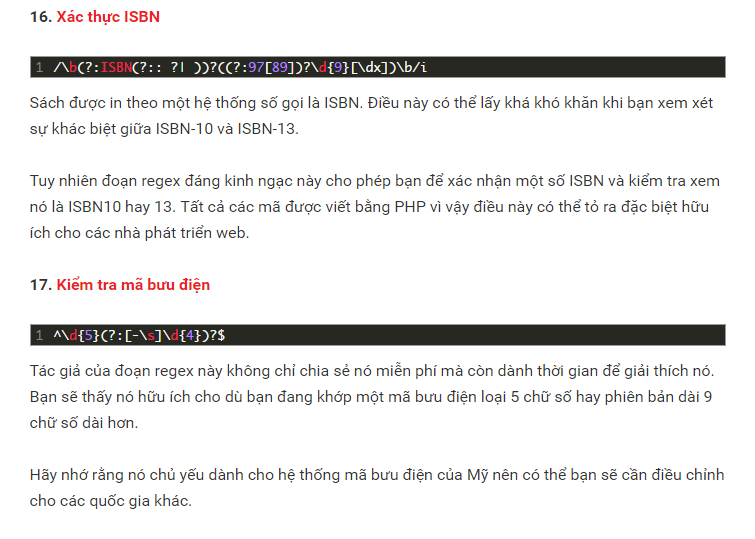 16. Xác thực ISBN
1 /\b(?:ISBN(?:: ?| ))?((?:97[89])?\d{9}[\dx])\b/i
Sách được in theo một hệ thống số gọi là ISBN. Điều này có thể lấy khá khó khăn khi bạn xem xét
sự khác biệt giữa ISBN-10 và ISBN-13.
Tuy nhiên đoạn regex đáng kinh ngạc này cho phép bạn để xác nhận một số ISBN và kiểm tra xem
nó là ISBN10 hay 13. Tất cả các mã được viết bằng PHP vì vậy điều này có thể tỏ ra đặc biệt hữu
ích cho các nhà phát triển web.
17. Kiểm tra mã bưu điện
1 ^\d{5}(?:[-\s]\d{4})?$
Tác giả của đoạn regex này không chỉ chia sẻ nó miễn phí mà còn dành thời gian để giải thích nó.
Bạn sẽ thấy nó hữu ích cho dù bạn đang khớp một mã bưu điện loại 5 chữ số hay phiên bản dài 9
chữ số dài hơn.
Hãy nhớ rằng nó chủ yếu dành cho hệ thống mã bưu điện của Mỹ nên có thể bạn sẽ cần điều chỉnh
cho các quốc gia khác.